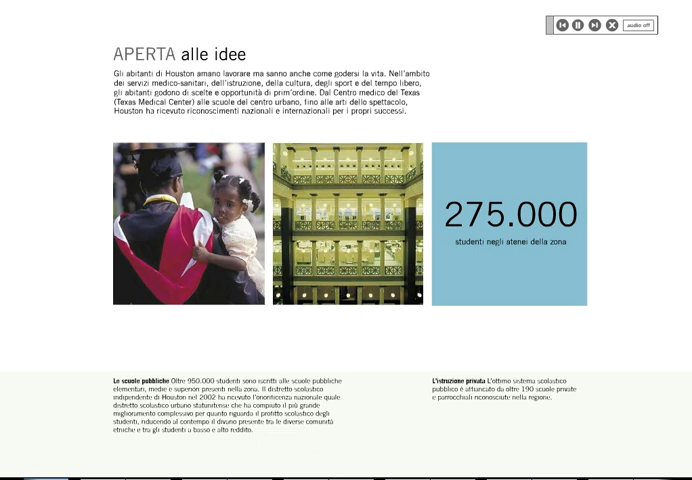 audio off
APERTA alle idee
Gli abitanti di Houston amano lavorare ma sanno anche come godersi la vita. Nell'ambito
dei servizi medico-sanitari, dell'istruzione, della cultura, degli sport e del tempo libero,
gli abitanti godono di scelte e opportunità di prim'ordine. Dal Centro medico del Texas
(Texas Medical Center) alle scuole del centro urbano, fino alle arti dello spettacolo,
Houston ha ricevuto riconoscimenti nazionali e internazionali per i propri successi.
275.000
studenti negli atenei della zona
Le scuole pubbliche Oltre 950.000 studenti sono iscritti alle scuole pubbliche
elementari, medie e superiori presenti nella zona. Il distretto scolastico
indipendente di Houston nel 2002 ha ricevuto l'onorificenza nazionale quale
distretto scolastico urbano statunitense che ha compiuto il più grande
miglioramento complessivo per quanto riguarda il profitto scolastico degli
studenti, riducendo al contempo il divario presente tra le diverse comunità
etniche e tra gli studenti a basso e alto reddito.
L'istruzione privata L'ottimo sistema scolastico
pubblico è affiancato da oltre 190 scuole private
e parrocchiali riconosciute nella regione.